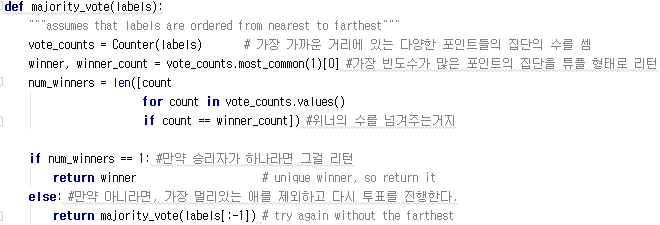 def majority_vote(labels):
    """assumes that labels are ordered from nearest to farthest"""
    vote_counts = Counter(labels)      # 가장 가까운 거리에 있는 다양한 포인트들의 집단의 수를 셈
    winner, winner_count = vote_counts.most_common(1)[0] #가장 빈도수가 많은 포인트의 집단을 튜플 형태로 리턴
    num_winners = len([count
                       for count in vote_counts.values()
                       if count == winner_count]) #위너의 수를 넘겨주는거지
    if num_winners == 1: #만약 승리자가 하나라면 그걸 리턴
        return winner                     # unique winner, so return it
    else: #만약 아니라면, 가장 멀리있는 애를 제외하고 다시 투표를 진행한다.
        return majority_vote(labels[:-1]) # try again without the farthest